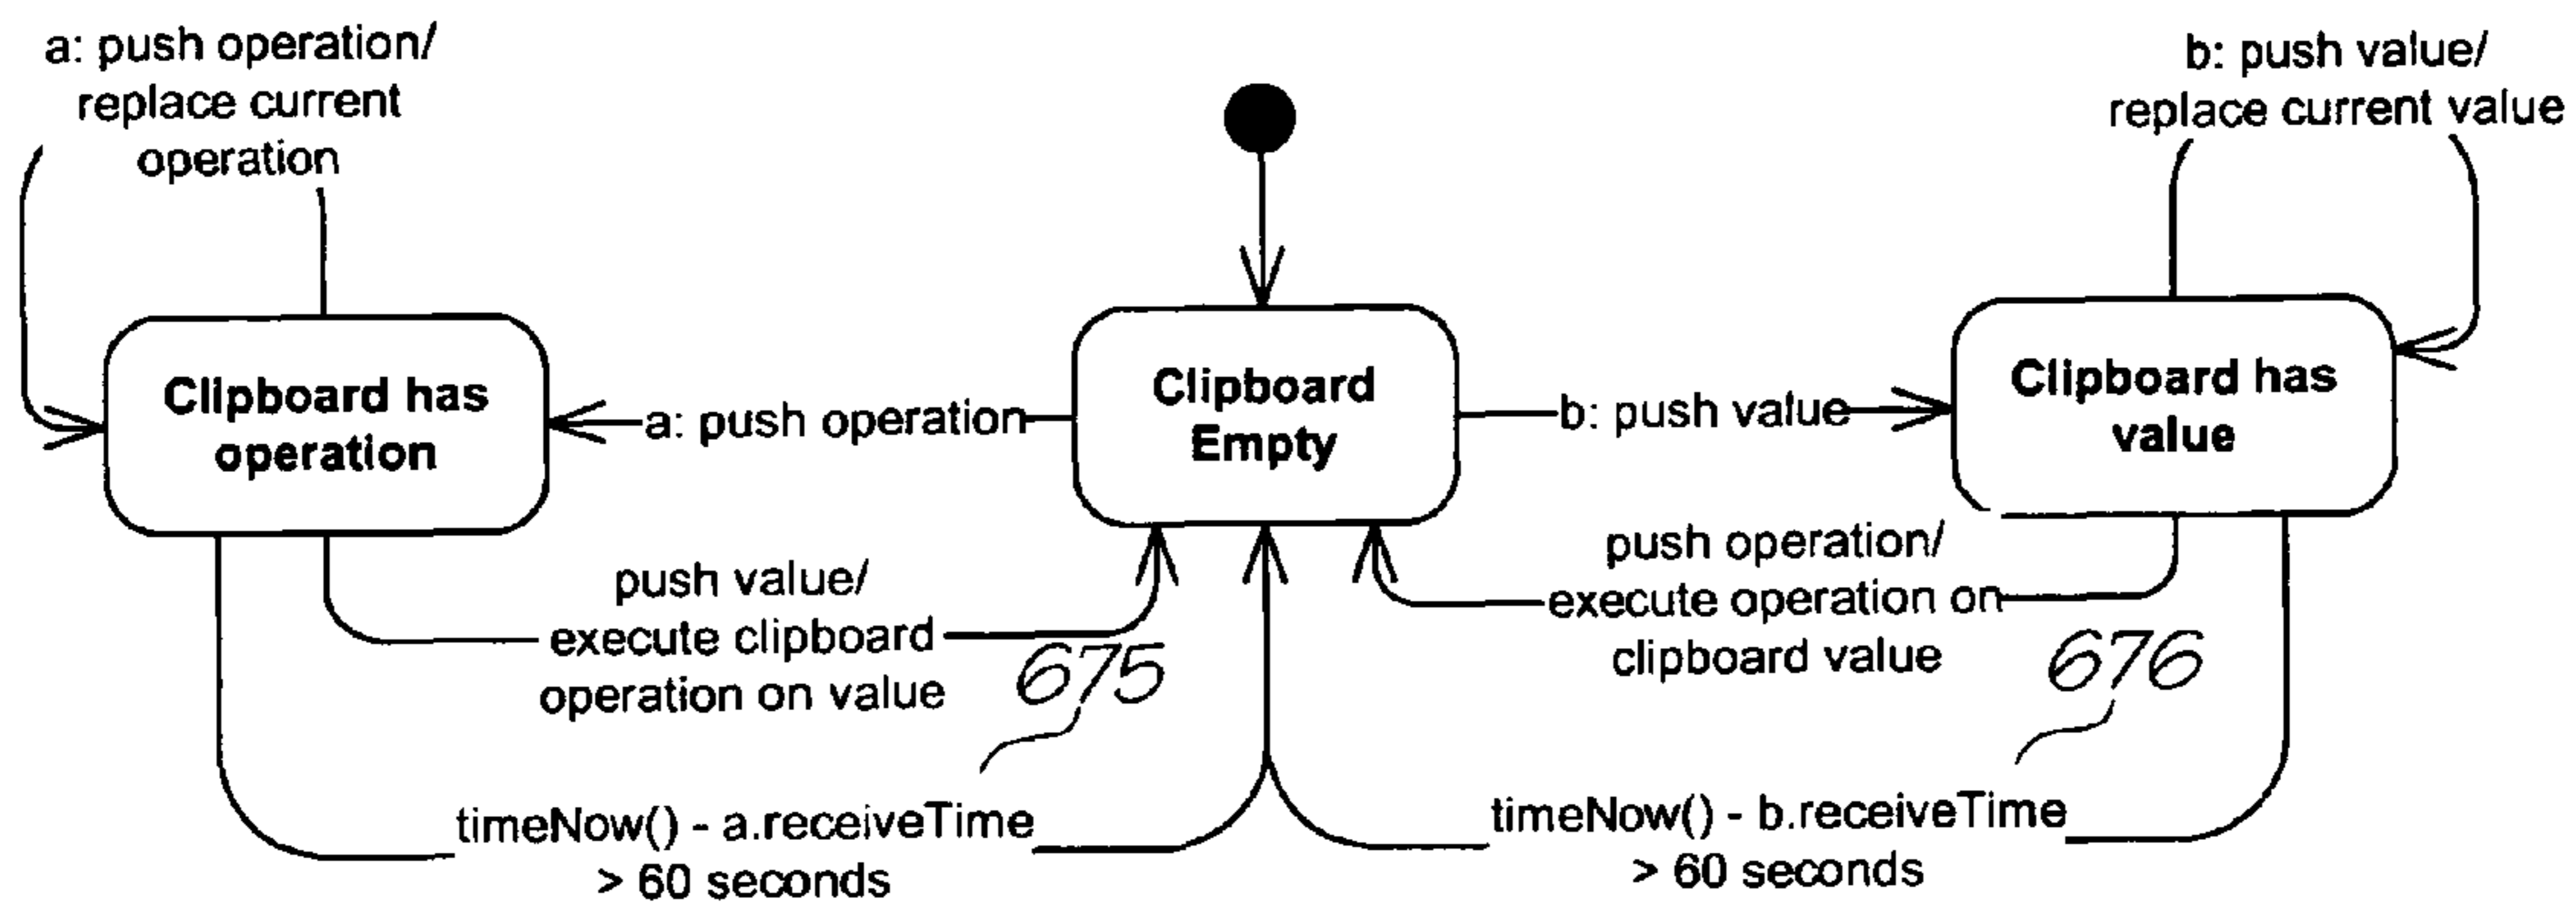 a: push operation/
replace current
operation
b: push value/
replace current value
Clipboard has
operation
a: push operation
Clipboard
Empty
b: push value
Clipboard has
value
push value/
execute clipboard
operation on value
675
push operation/
execute operation on
clipboard value
676
timeNow() - a.receiveTime
> 60 seconds
timeNow() - b.receiveTime
> 60 seconds